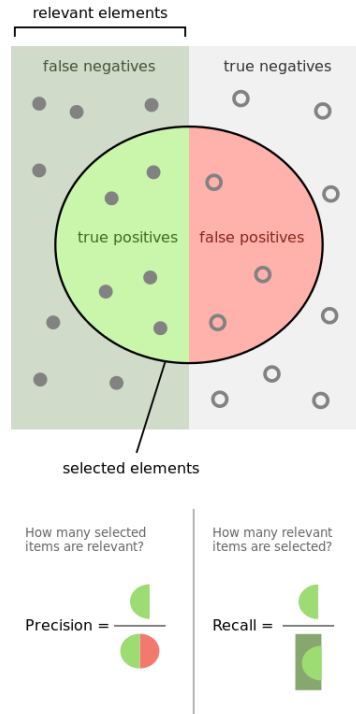 relevant elements
false negatives
true negatives
true positives
false positives
selected elements
How many selected
items are relevant?
How many relevant
items are selected?
Precision =
Recall =